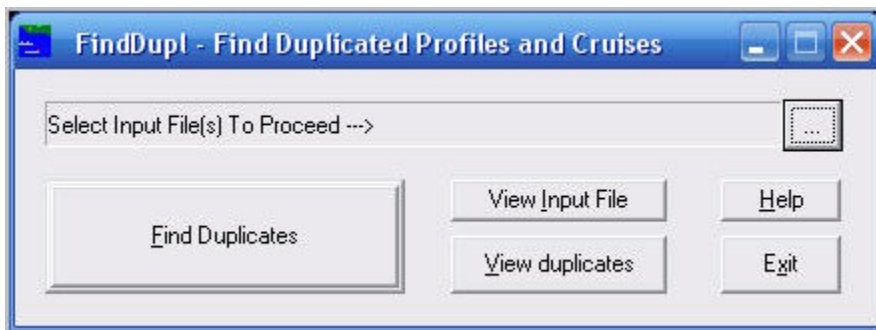 FindDupl - Find Duplicated Profiles and Cruises
Select Input File(s) To Proceed --->
...
Find Duplicates
View Input File
Help
View duplicates
Exit